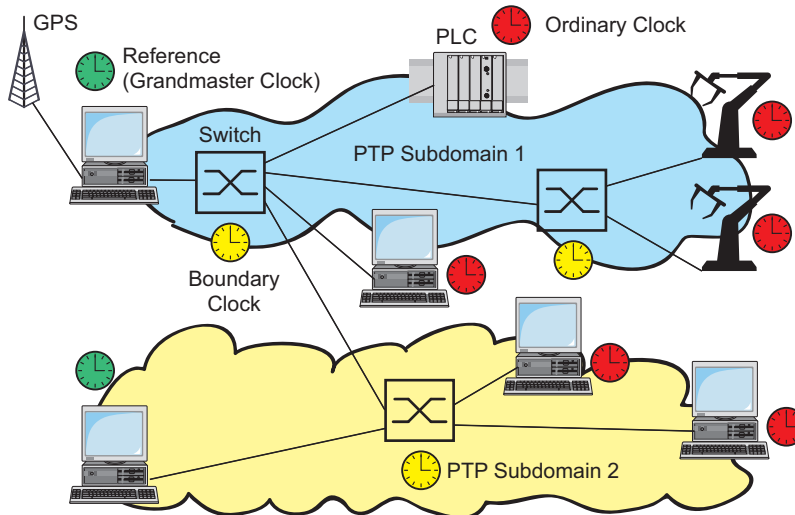 GPS
Reference
(Grandmaster Clock)
PLC
Ordinary Clock
Switch
PTP Subdomain 1
Boundary
Clock
PTP Subdomain 2